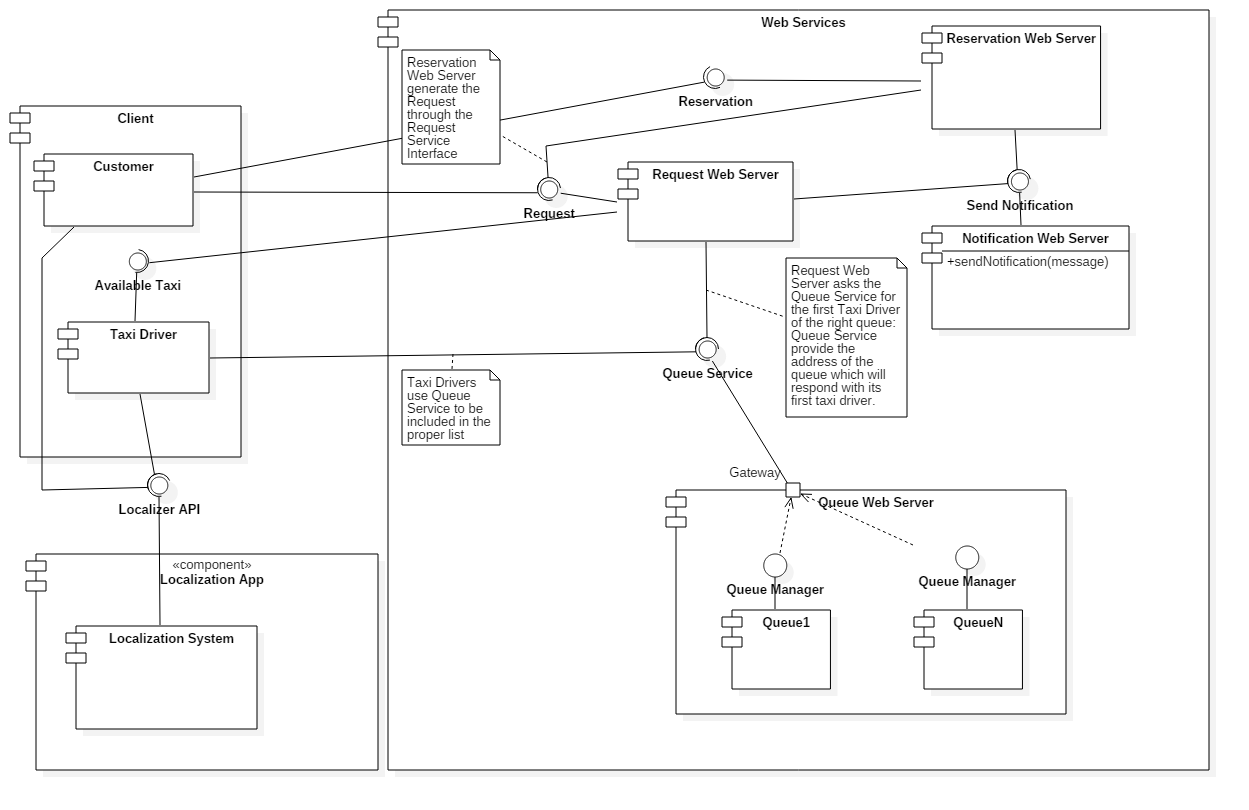 Web Services
Reservation Web Server
Reservation
Web Server
generate the
Request
through the
Request
Service
Interface
Reservation
Client
Customer
Request Web Server
Request
Send Notification
Notification Web Server
+sendNotification(message)
Available Taxi
Request Web
Server asks the
Queue Service for
the first Taxi Driver
of the right queue:
Queue Service
provide the
address of the
queue which will
respond with its
first taxi driver.
Taxi Driver
Queue Service
Taxi Drivers
use Queue
Service to be
included in the
proper list
Gateway
Queue Web Server
Localizer API
«component»
Localization App
Queue Manager
Queue Manager
Queue1
QueueN
Localization System